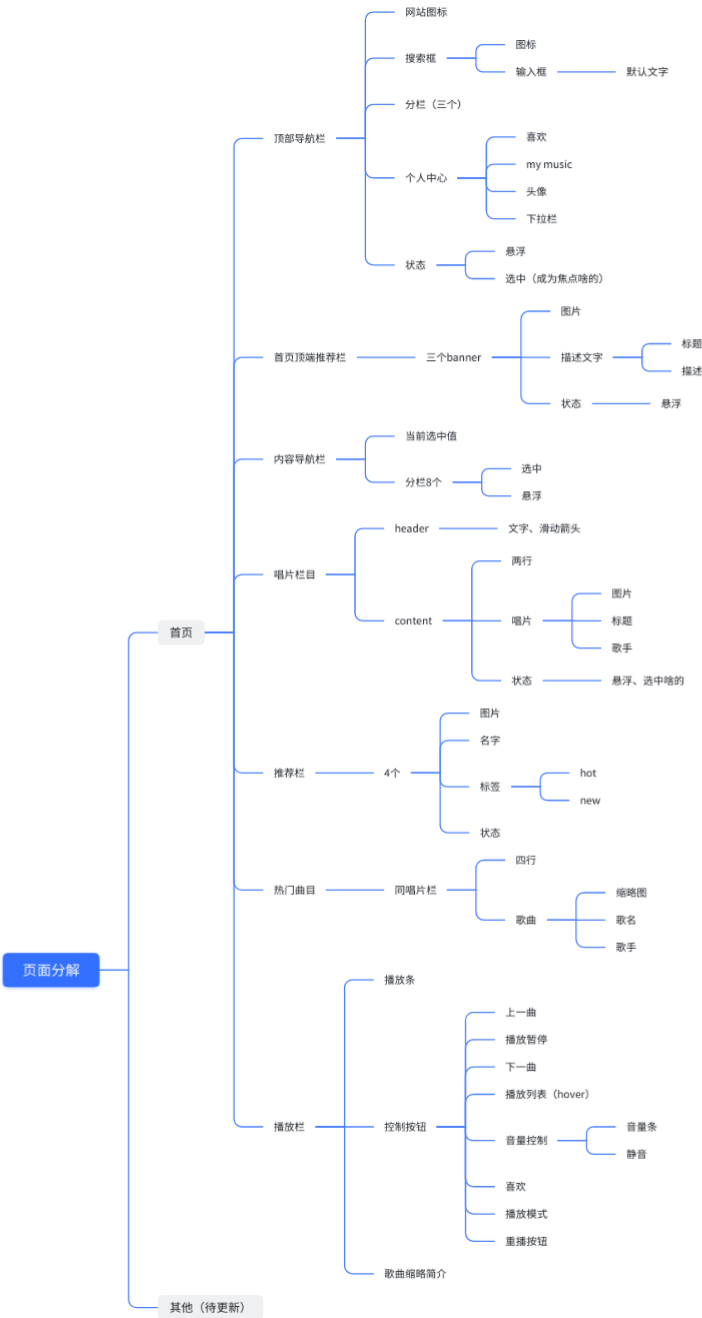 网站图标
图标
搜索框
输入框
默认文字
分栏（三个）
顶部导航栏
喜欢
my music
个人中心
头像
下拉栏
悬浮
状态
选中（成为焦点啥的）
图片
标题
首页顶端推荐栏
三个banner
描述文字
描述
状态
悬浮
当前选中值
内容导航栏
选中
分栏8个
悬浮
header
文字、滑动箭头
两行
唱片栏目
图片
content
唱片
标题
首页
歌手
状态
悬浮、选中啥的
图片
名字
推荐栏
4个
hot
标签
new
状态
四行
热门曲目
同唱片栏
缩略图
歌曲
歌名
歌手
页面分解
播放条
上一曲
播放暂停
下一曲
播放列表（hover）
播放栏
控制按钮
音量条
音量控制
静音
喜欢
播放模式
重播按钮
歌曲缩略简介
其他（待更新）